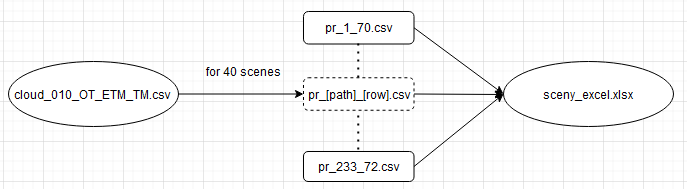 pr_1_70.csv
for 40 scenes
cloud_010_OT_ETM_TM.csv
pr_[path]_[row].csv
sceny_excel.xlsx
pr_233_72.csv